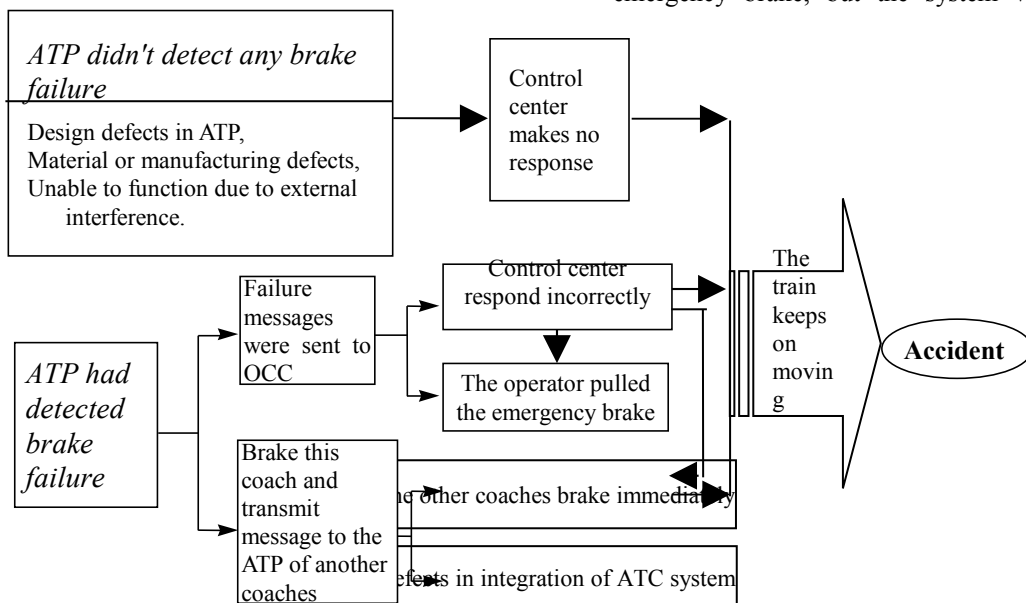 emergency brake, but the system
ATP didn't detect any brake
failure
Design defects in ATP,
Material or manufacturing defects,
Unable to function due to external
interference.
Control
center
makes no
response
Failure
messages
were sent to
OCC
Control center
respond incorrectly
The operator pulled
the emergency brake
ATP had
detected
brake
failure
Brake this
coach and
transmit
message to the
ATP of another
coaches
other coaches brake immediately
in integration of ATC system
The
train
keeps
on
movin
g
Accident